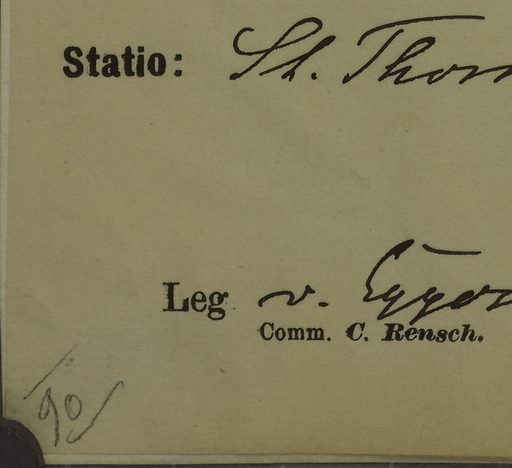 Statio: St. Thom
Leg v. Eggers
Comm. C. Rensch.
90